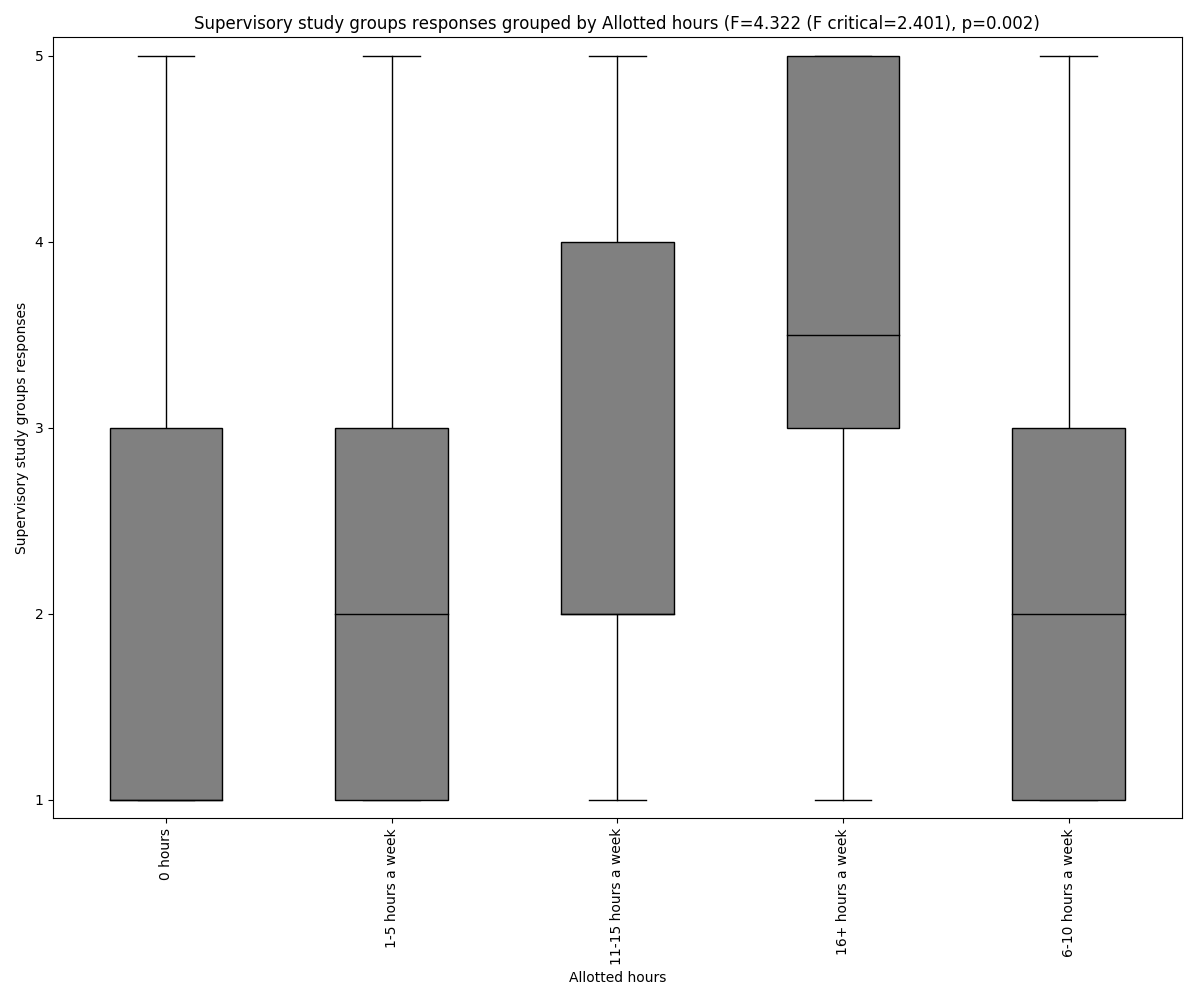 Supervisory study groups responses grouped by Allotted hours (F=4.322 (F critical=2.401), p=0.002)
Supervisory study groups responses
5
4
3
2
1
0 hours
1-5 hours a week
11-15 hours a week
16+ hours a week
6-10 hours a week
Allotted hours